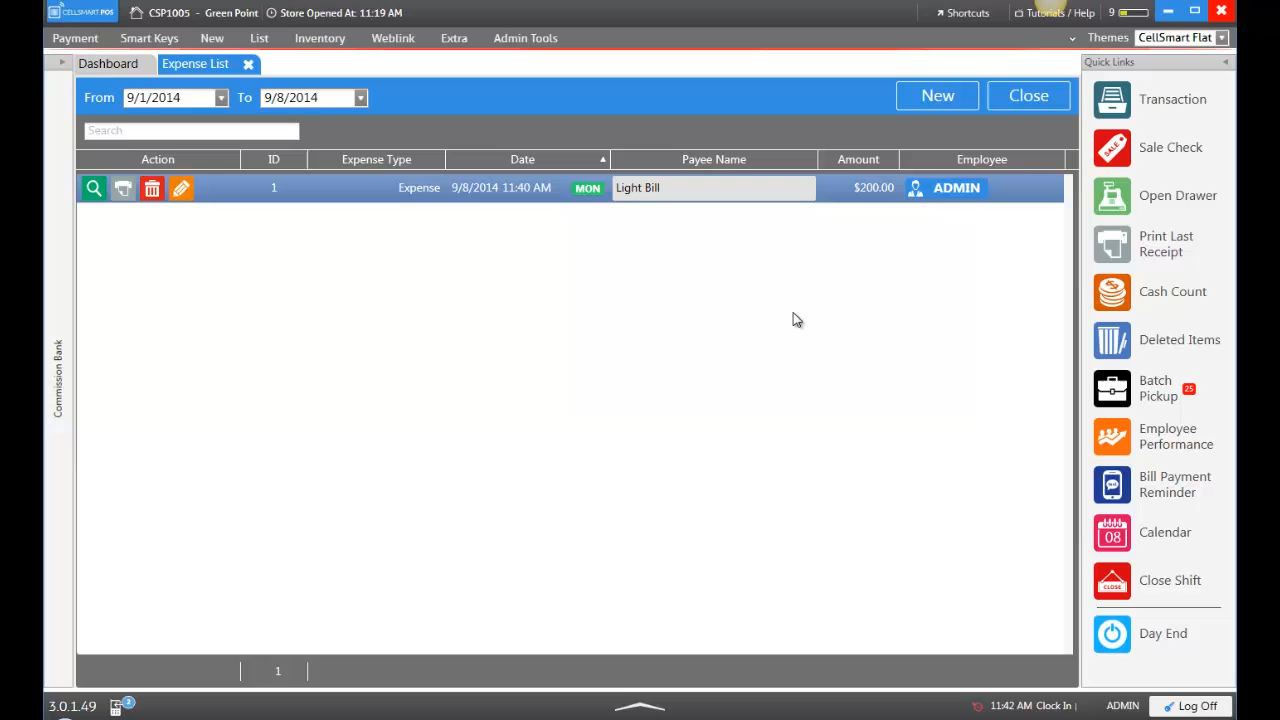 CELLSMART POS CSP1005 - Green Point Store Opened At: 11:19 AM Shortcuts Tutorials / Help 9
Payment Smart Keys New List Inventory Weblink Extra Admin Tools Themes CellSmart Flat
Dashboard Expense List Quick Links
From 9/1/2014 To 9/8/2014 New Close
Search
Action ID Expense Type Date Payee Name Amount Employee
1 Expense 9/8/2014 11:40 AM MON Light Bill $200.00 ADMIN
Commission Bank
1
Transaction
SALE Sale Check
Open Drawer
Print Last
Receipt
Cash Count
Deleted Items
Batch
Pickup 25
Employee
Performance
Bill Payment
Reminder
08 Calendar
CLOSE Close Shift
Day End
3.0.1.49 2 11:42 AM Clock In ADMIN Log Off